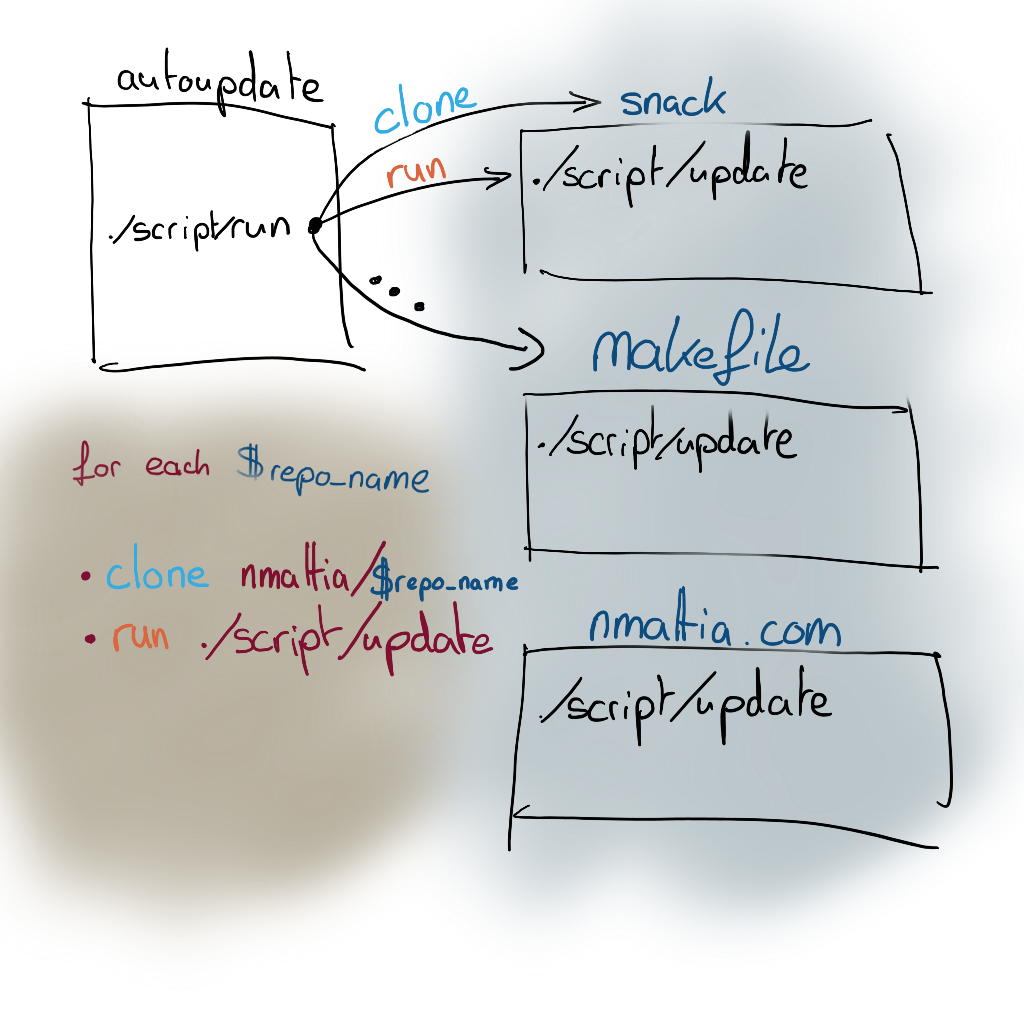 autoupdate
./script/run
clone
run
snack
./script/update
makefile
./script/update
nmattia.com
./script/update
for each $repo_name
• clone nmattia/$repo_name
• run ./script/update